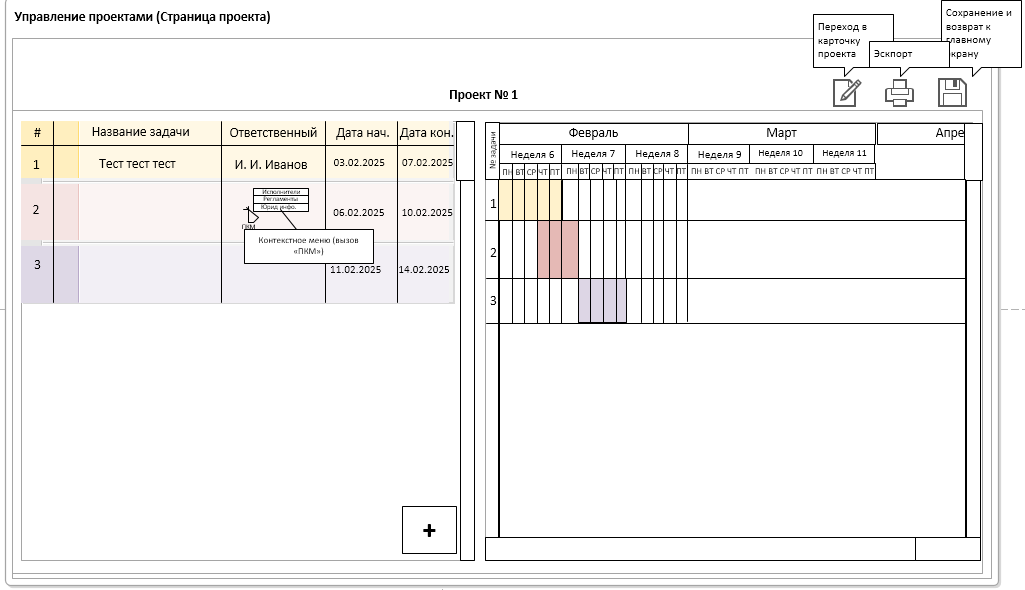 Управление проектами (Страница проекта)
Переход в
карточку
проекта
Эскпорт
Сохранение и
возврат к
главному
экрану
Проект № 1
# Название задачи Ответственный Дата нач. Дата кон.
1 Тест тест тест И. И. Иванов 03.02.2025 07.02.2025
2 06.02.2025 10.02.2025
Исполнители
Регламенты
Юрид инфо.
ПКМ
Контекстное меню (вызов
«ПКМ»)
3 11.02.2025 14.02.2025
+
№ задачи
Февраль Март Апре
Неделя 6 Неделя 7 Неделя 8 Неделя 9 Неделя 10 Неделя 11
ПН ВТ СР ЧТ ПТ ПН ВТ СР ЧТ ПТ ПН ВТ СР ЧТ ПТ ПН ВТ СР ЧТ ПТ ПН ВТ СР ЧТ ПТ ПН ВТ СР ЧТ ПТ
1
2
3